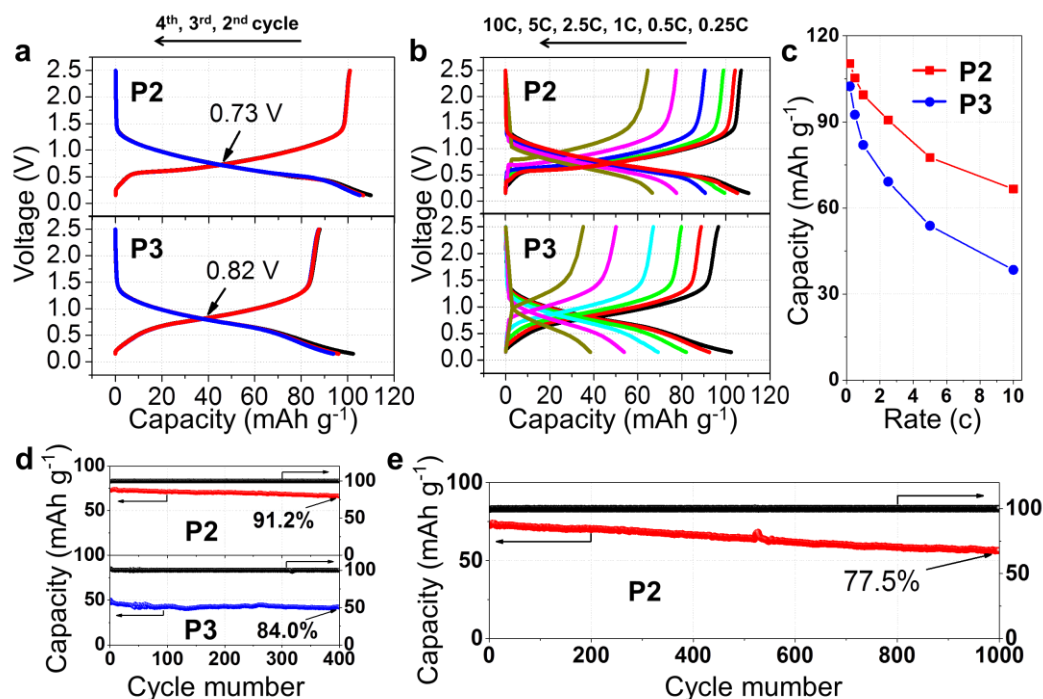 4th, 3rd, 2nd cycle
10C, 5C, 2.5C, 1C, 0.5C, 0.25C
a
b
c
P2
0.73 V
P3
0.82 V
2.5
2.0
1.5
1.0
0.5
0.0
2.5
2.0
1.5
1.0
0.5
0.0
Voltage (V)
0 20 40 60 80 100 120
Capacity (mAh g-1)
P2
P3
2.5
2.0
1.5
1.0
0.5
0.0
2.5
2.0
1.5
1.0
0.5
0.0
Voltage (V)
0 20 40 60 80 100 120
Capacity (mAh g-1)
P2
P3
120
90
60
30
0
Capacity (mAh g-1)
0 2 4 6 8 10
Rate (c)
d
P2
91.2%
P3
84.0%
100
50
100
50
0
Capacity (mAh g-1)
100
50
0
100
50
0
0 100 200 300 400
Cycle mumber
e
P2
77.5%
100
50
0
Capacity (mAh g-1)
100
50
0
0 200 400 600 800 1000
Cycle mumber